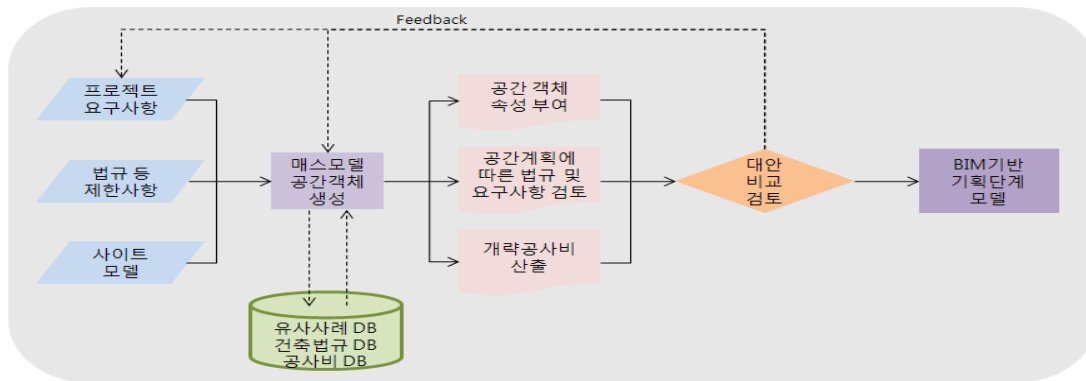 Feedback
프로젝트
요구사항
법규 등
제한사항
사이트
모델
매스모델
공간객체
생성
유사사례 DB
건축법규 DB
공사비 DB
공간 객체
속성 부여
공간계획에
따른 법규 및
요구사항 검토
개략공사비
산출
대안
비교
검토
BIM기반
기획단계
모델